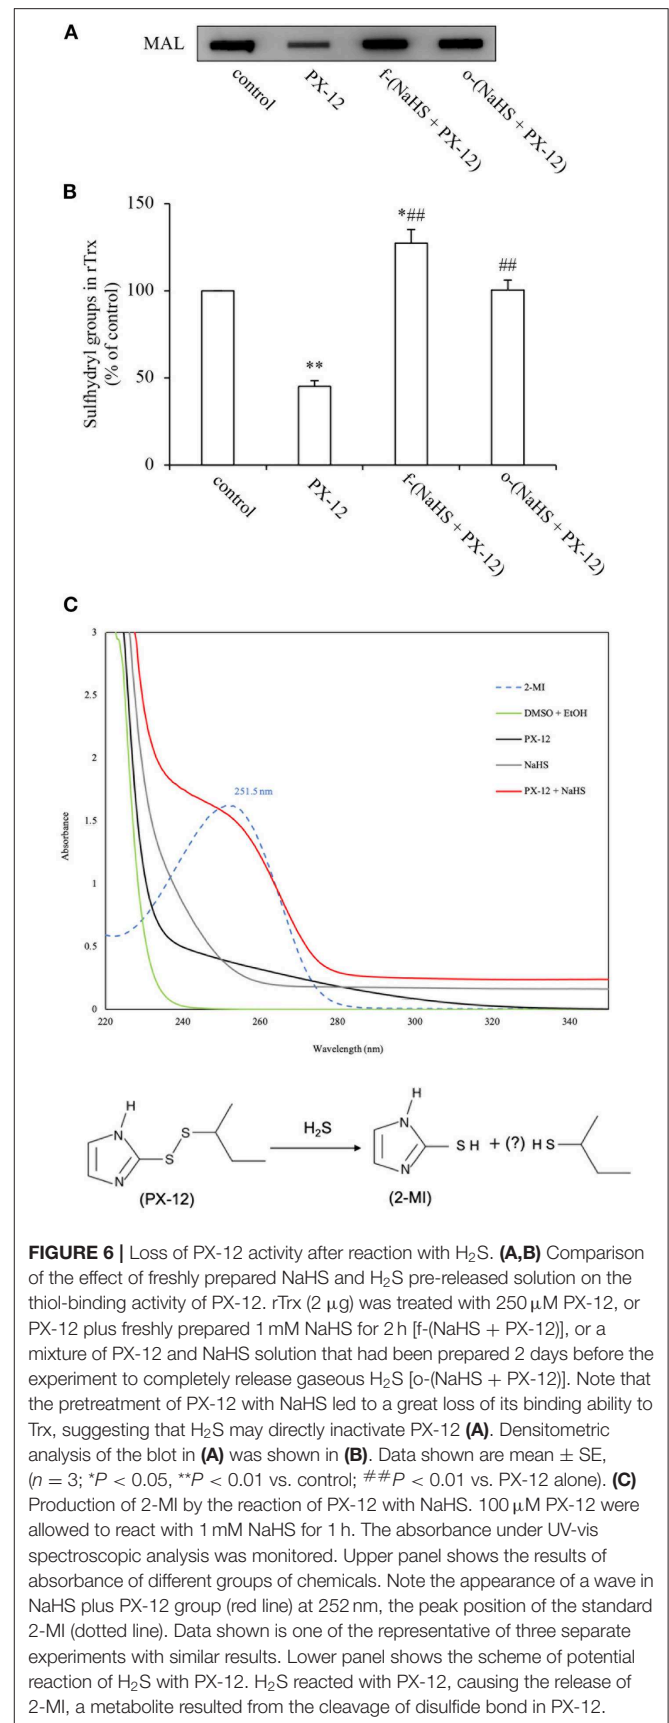 A
MAL
control
PX-12
f-(NaHS + PX-12)
o-(NaHS + PX-12)
B
Sulfhydryl groups in rTrx
(% of control)
150
100
50
0
**
*##
##
control
PX-12
f-(NaHS + PX-12)
o-(NaHS + PX-12)
C
3
2.5
2
1.5
1
0.5
0
Absorbance
251.5 nm
2-MI
DMSO + EtOH
PX-12
NaHS
PX-12 + NaHS
220
240
260
280
300
320
340
Wavelength (nm)
H
N
N
S
S
(PX-12)
H₂S
H
N
N
SH
(2-MI)
+ (?)
HS
FIGURE 6 | Loss of PX-12 activity after reaction with H₂S. (A,B) Comparison
of the effect of freshly prepared NaHS and H₂S pre-released solution on the
thiol-binding activity of PX-12. rTrx (2 μg) was treated with 250 μM PX-12, or
PX-12 plus freshly prepared 1 mM NaHS for 2 h [f-(NaHS + PX-12)], or a
mixture of PX-12 and NaHS solution that had been prepared 2 days before the
experiment to completely release gaseous H₂S [o-(NaHS + PX-12)]. Note that
the pretreatment of PX-12 with NaHS led to a great loss of its binding ability to
Trx, suggesting that H₂S may directly inactivate PX-12 (A). Densitometric
analysis of the blot in (A) was shown in (B). Data shown are mean ± SE,
(n = 3; *P < 0.05, **P < 0.01 vs. control; ##P < 0.01 vs. PX-12 alone). (C)
Production of 2-MI by the reaction of PX-12 with NaHS. 100 μM PX-12 were
allowed to react with 1 mM NaHS for 1 h. The absorbance under UV-vis
spectroscopic analysis was monitored. Upper panel shows the results of
absorbance of different groups of chemicals. Note the appearance of a wave in
NaHS plus PX-12 group (red line) at 252 nm, the peak position of the standard
2-MI (dotted line). Data shown is one of the representative of three separate
experiments with similar results. Lower panel shows the scheme of potential
reaction of H₂S with PX-12. H₂S reacted with PX-12, causing the release of
2-MI, a metabolite resulted from the cleavage of disulfide bond in PX-12.